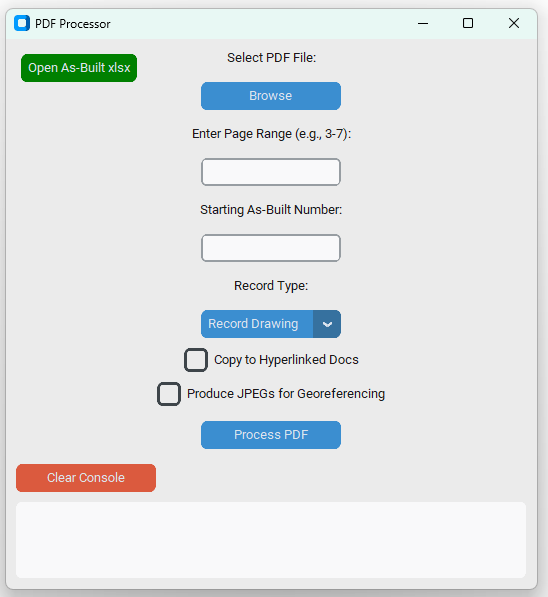 PDF Processor
Open As-Built xlsx
Select PDF File:
Browse
Enter Page Range (e.g., 3-7):
Starting As-Built Number:
Record Type:
Record Drawing
Copy to Hyperlinked Docs
Produce JPEGs for Georeferencing
Process PDF
Clear Console